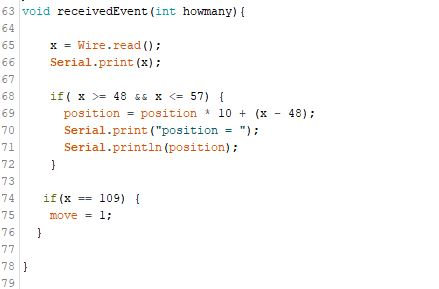 63 void receivedEvent(int howmany){
64
65     x = Wire.read();
66     Serial.print(x);
67
68     if( x >= 48 && x <= 57) {
69       position = position * 10 + (x - 48);
70       Serial.print("position = ");
71       Serial.println(position);
72     }
73
74    if(x == 109) {
75     move = 1;
76   }
77
78 }
79